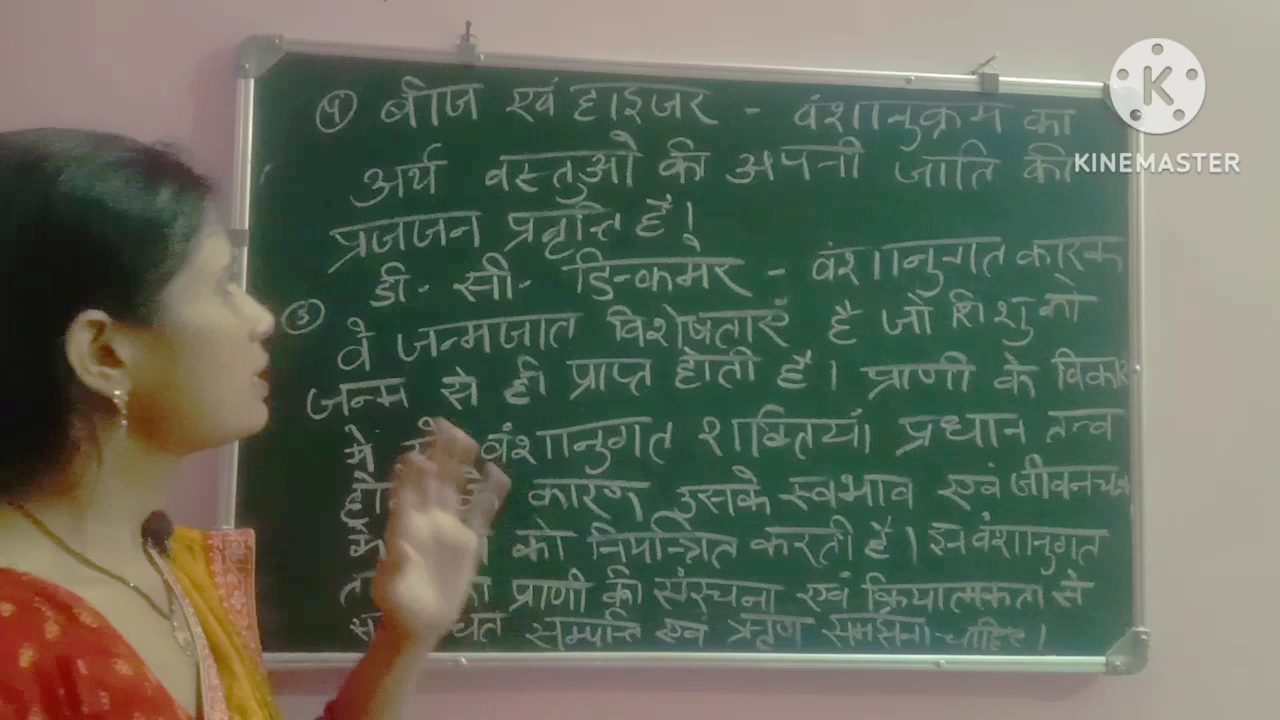 ④ बीज एवं हाइजर - वंशानुक्रम का
अर्थ वस्तुओं की अपनी जाति की
प्रजजन प्रवृत्ति है।
⑤ डी- सी- डिन्कमेर - वंशानुगत कारक
वे जन्मजात विशेषताएं है जो शिशु को
जन्म से ही प्राप्त होती है। प्राणी के विकास
में वंशानुगत शक्तियां प्रधान तत्व
कारण उसके स्वभाव एवं जीवनचक्र
को नियन्त्रित करती है। इन वंशानुगत
प्राणी की संरचना एवं क्रियात्मकता से
सम्पत्ति एवं ऋण समझना चाहिए।
K
KINEMASTER